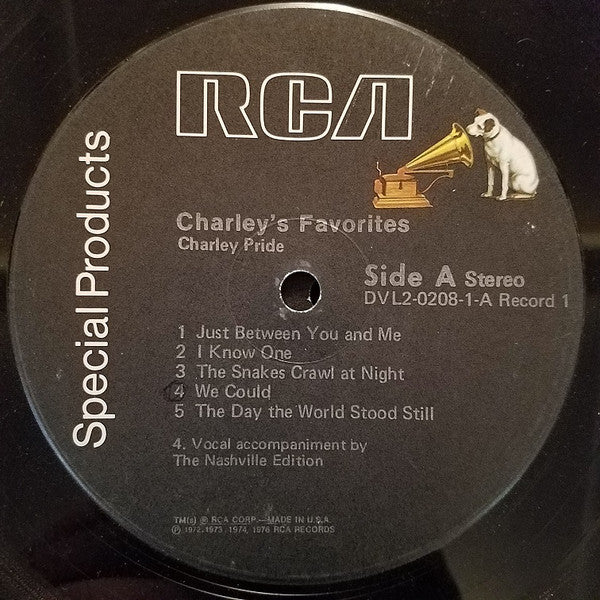 RCA
Special Products
Charley's Favorites
Charley Pride
Side A Stereo
DVL2-0208-1-A Record 1
1 Just Between You and Me
2 I Know One
3 The Snakes Crawl at Night
4 We Could
5 The Day the World Stood Still
4. Vocal accompaniment by
The Nashville Edition
TM(s) ® RCA CORP.—MADE IN U.S.A.
℗ 1972, 1973, 1974, 1976 RCA RECORDS